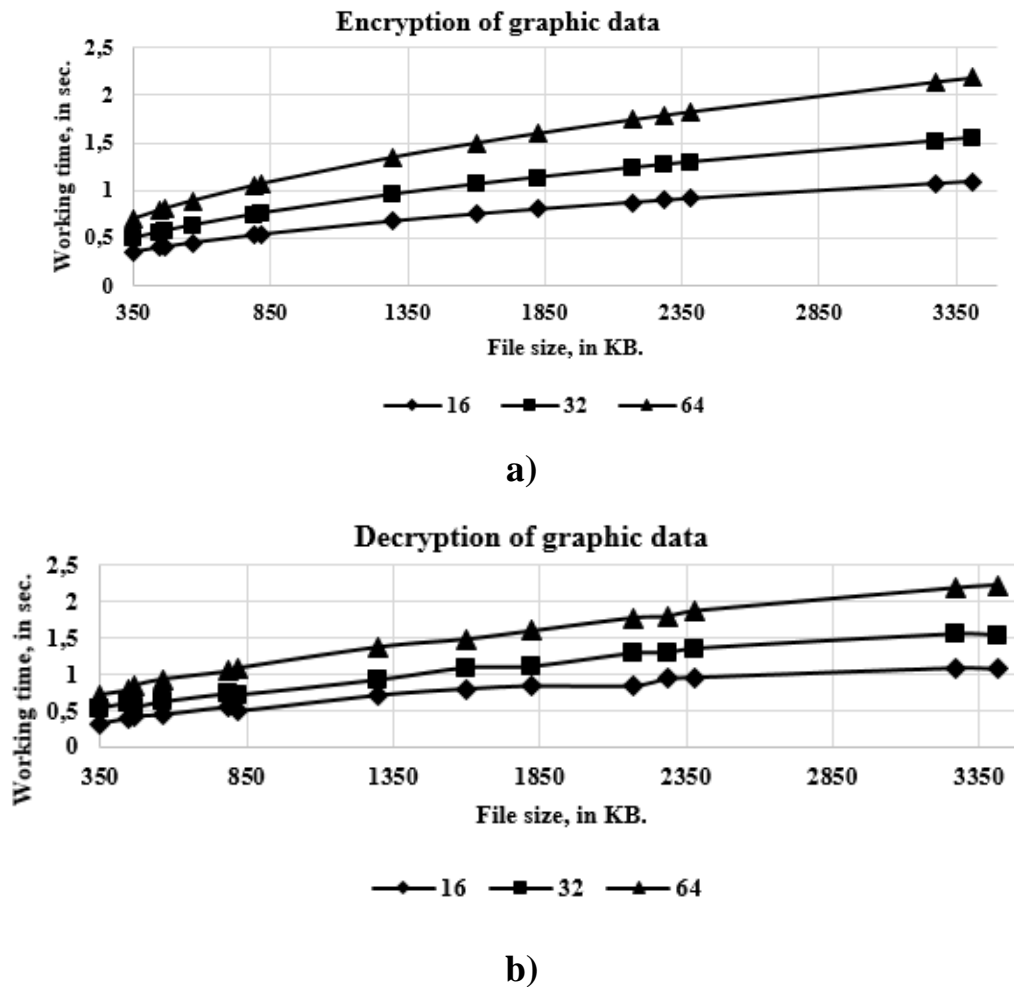 Encryption of graphic data
Working time, in sec.
2,5
2
1,5
1
0,5
0
350 850 1350 1850 2350 2850 3350
File size, in KB.
16 32 64
a)
Decryption of graphic data
Working time, in sec.
2,5
2
1,5
1
0,5
0
350 850 1350 1850 2350 2850 3350
File size, in KB.
16 32 64
b)